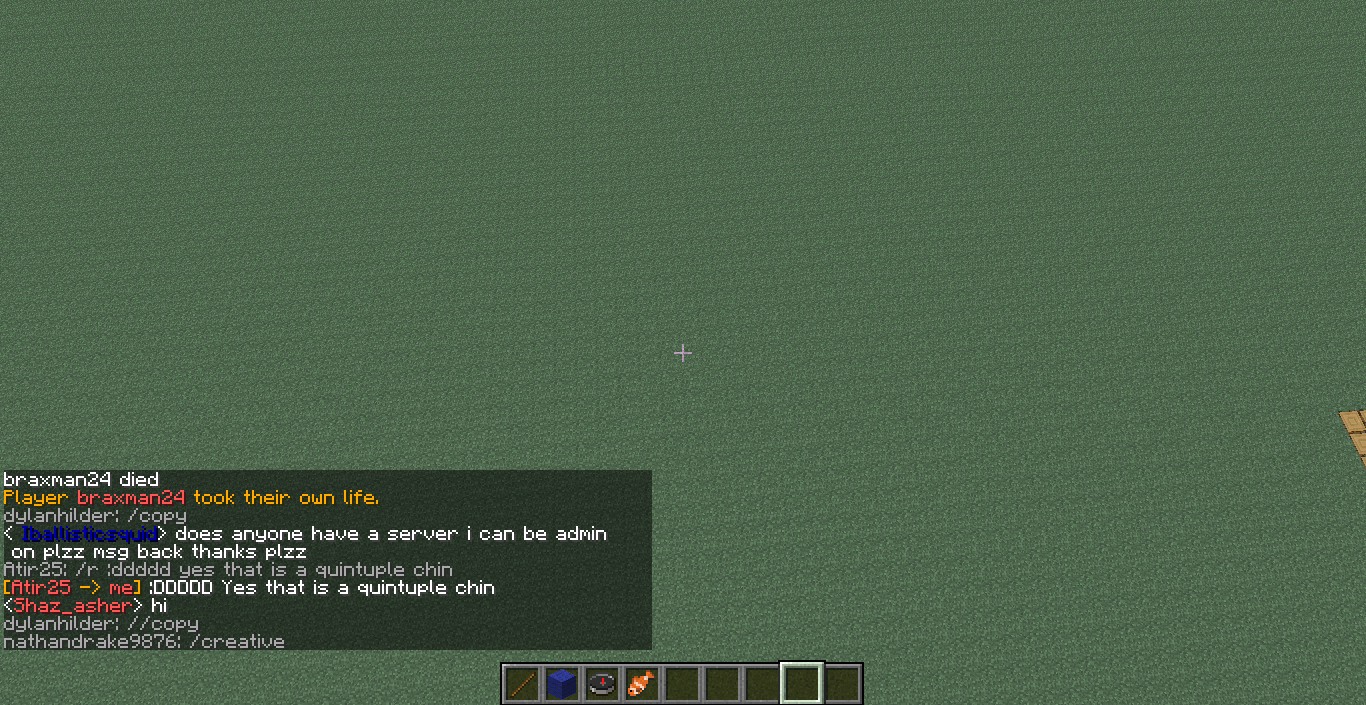 braxman24 died
Player braxman24 took their own life.
dylanhilder: /copy
< Iballisticsquid> does anyone have a server i can be admin
on plzz msg back thanks plzz
Atir25: /r :ddddd yes that is a quintuple chin
[Atir25 -> me] :DDDDD Yes that is a quintuple chin
<Shaz_asher> hi
dylanhilder: //copy
nathandrake9876: /creative